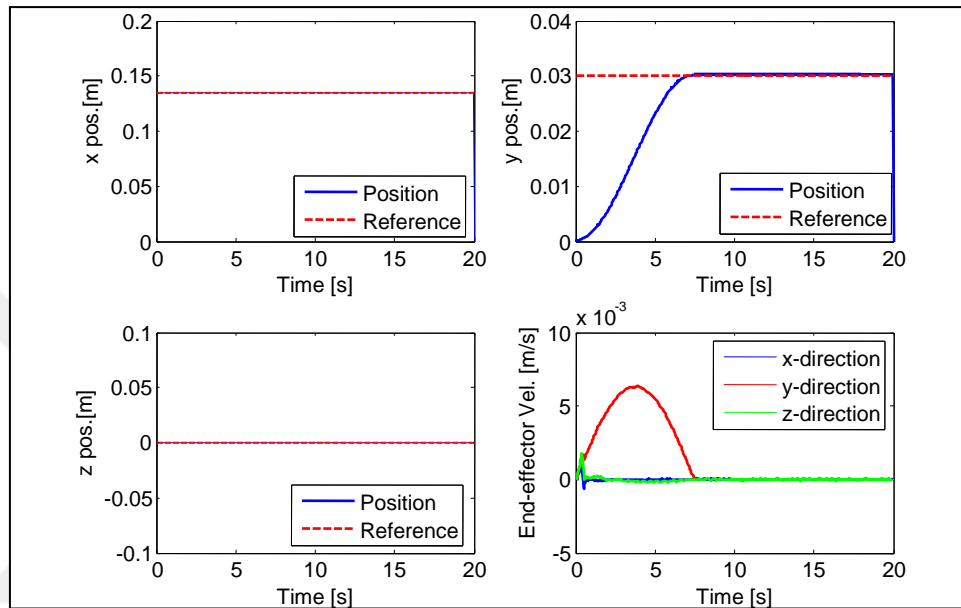 0.2
0.15
0.1
0.05
0
x pos.[m]
0 5 10 15 20
Time [s]
Position
Reference
0.04
0.03
0.02
0.01
0
y pos.[m]
0 5 10 15 20
Time [s]
Position
Reference
0.1
0.05
0
-0.05
-0.1
z pos.[m]
0 5 10 15 20
Time [s]
Position
Reference
x 10⁻³
10
5
0
-5
End-effector Vel. [m/s]
0 5 10 15 20
Time [s]
x-direction
y-direction
z-direction